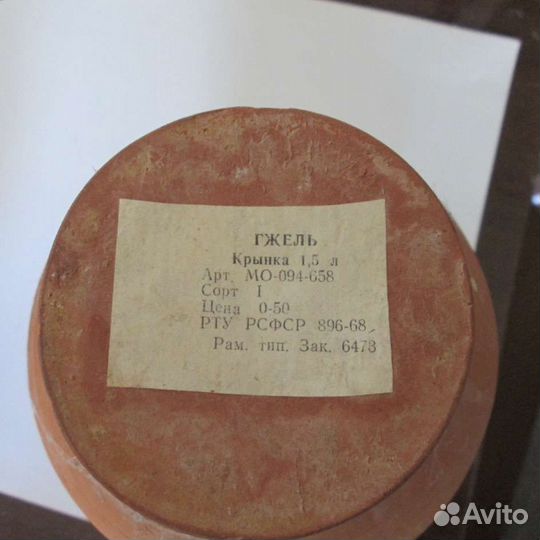 ГЖЕЛЬ
Крынка 1,5 л
Арт. МО-094-658
Сорт I
Цена 0-50
РТУ РСФСР 896-68
Рам. тип. Зак. 6473
Avito